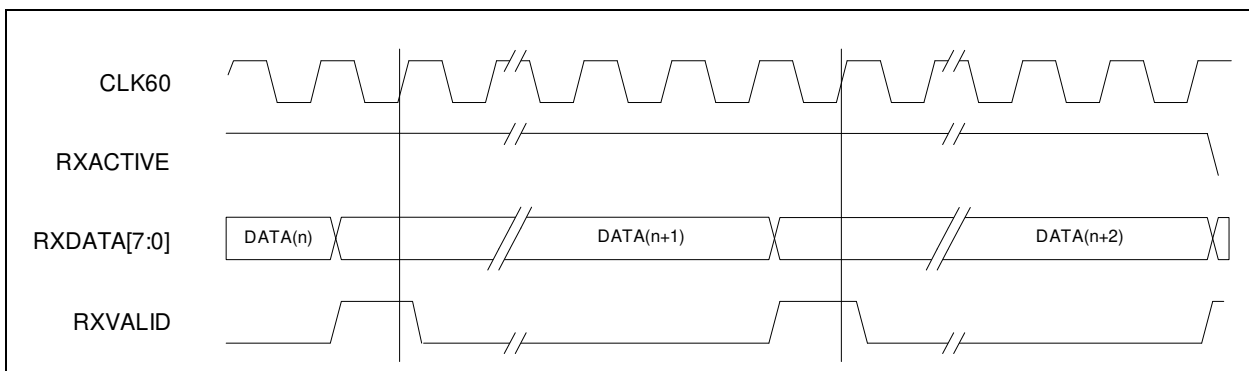 CLK60
RXACTIVE
RXDATA[7:0] DATA(n) DATA(n+1) DATA(n+2)
RXVALID